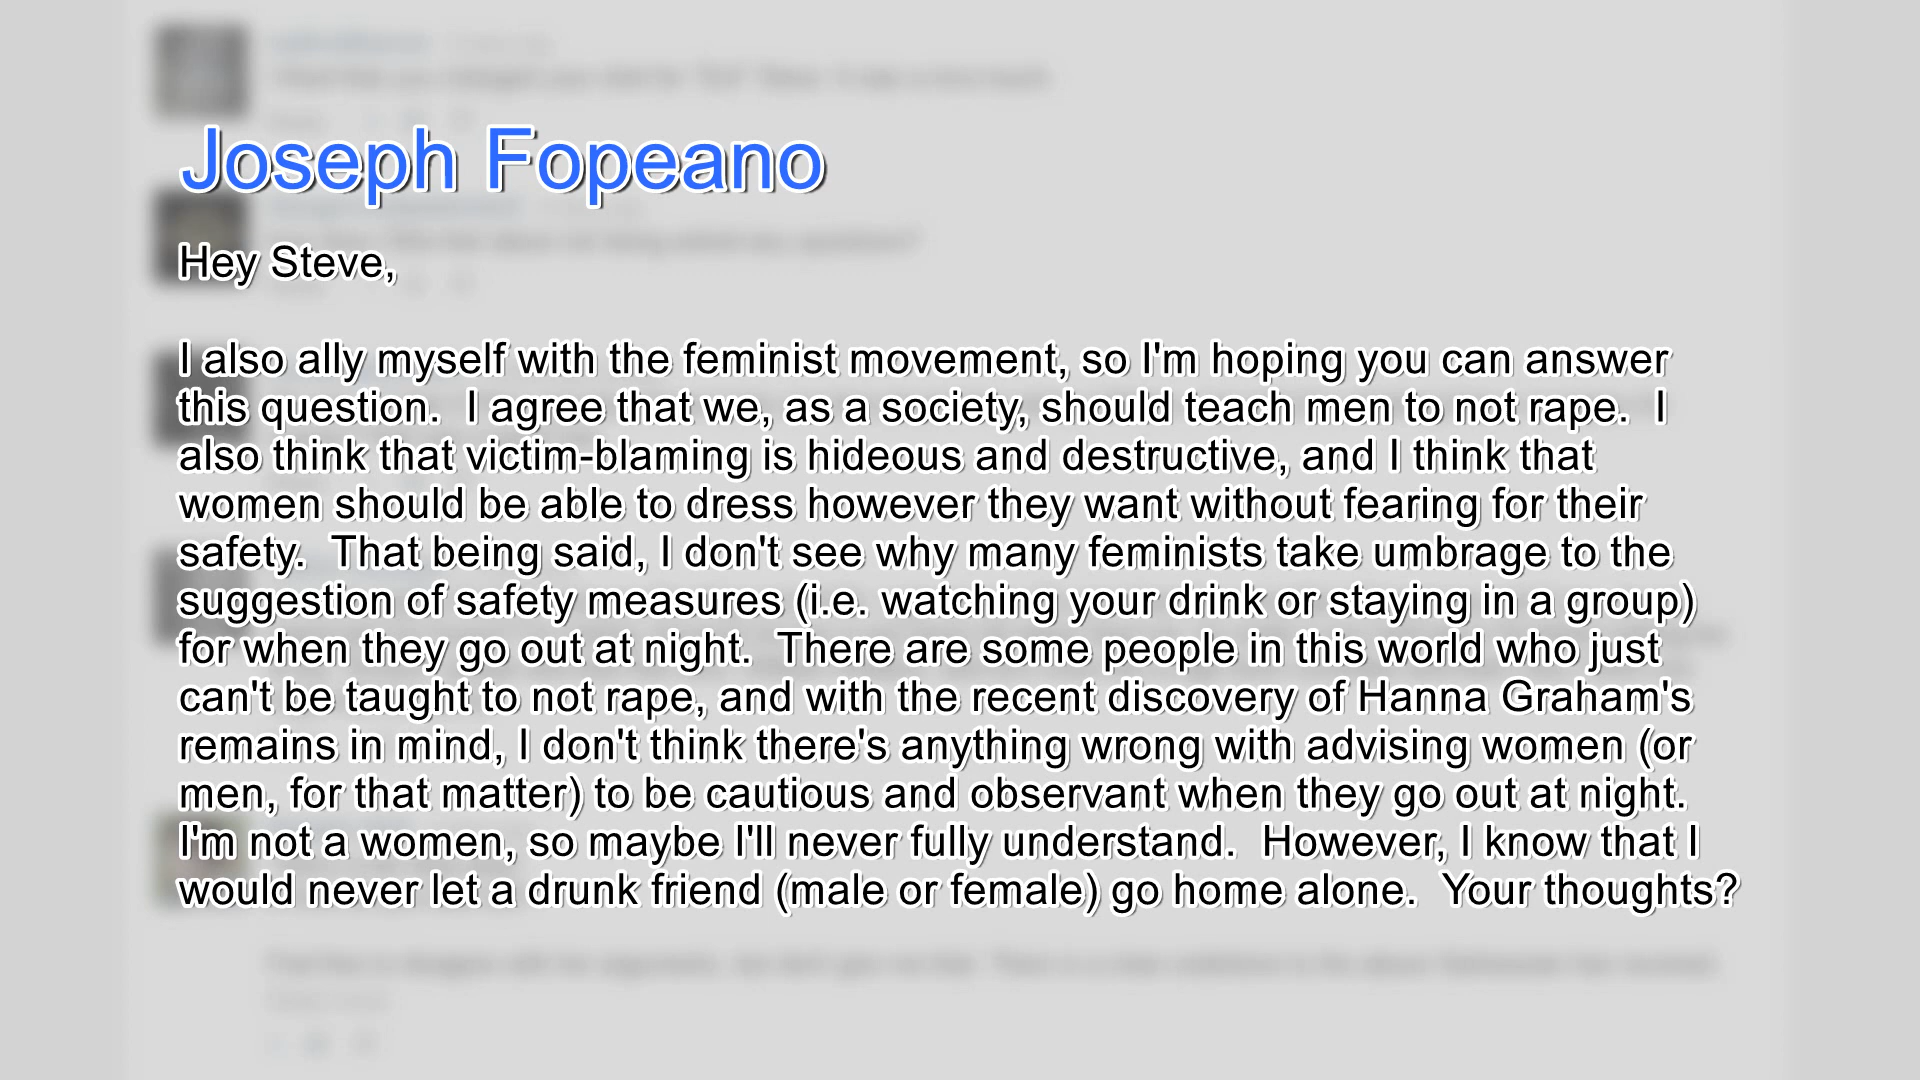 Joseph Fopeano
Hey Steve,
I also ally myself with the feminist movement, so I'm hoping you can answer
this question.  I agree that we, as a society, should teach men to not rape.  I
also think that victim-blaming is hideous and destructive, and I think that
women should be able to dress however they want without fearing for their
safety.  That being said, I don't see why many feminists take umbrage to the
suggestion of safety measures (i.e. watching your drink or staying in a group)
for when they go out at night.  There are some people in this world who just
can't be taught to not rape, and with the recent discovery of Hanna Graham's
remains in mind, I don't think there's anything wrong with advising women (or
men, for that matter) to be cautious and observant when they go out at night.
I'm not a women, so maybe I'll never fully understand.  However, I know that I
would never let a drunk friend (male or female) go home alone.  Your thoughts?